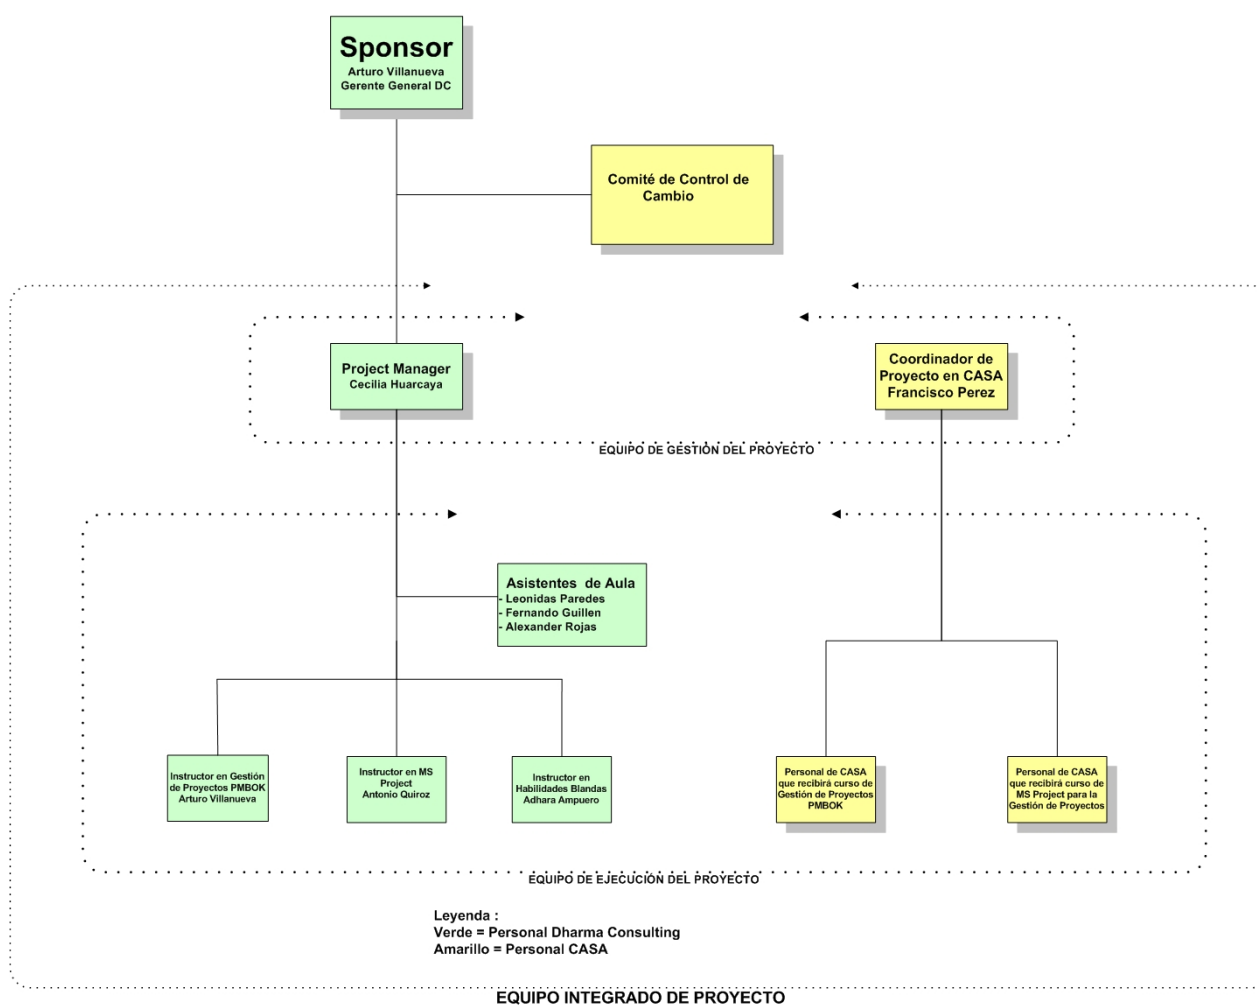 Sponsor
Arturo Villanueva
Gerente General DC
Comité de Control de
Cambio
Project Manager
Cecilia Huarcaya
Coordinador de
Proyecto en CASA
Francisco Perez
EQUIPO DE GESTIÓN DEL PROYECTO
Asistentes de Aula
- Leonidas Paredes
- Fernando Guillen
- Alexander Rojas
Instructor en Gestión
de Proyectos PMBOK
Arturo Villanueva
Instructor en MS
Project
Antonio Quiroz
Instructor en
Habilidades Blandas
Adhara Ampuero
Personal de CASA
que recibirá curso de
Gestión de Proyectos
PMBOK
Personal de CASA
que recibirá curso de
MS Project para la
Gestión de Proyectos
EQUIPO DE EJECUCIÓN DEL PROYECTO
Leyenda :
Verde = Personal Dharma Consulting
Amarillo = Personal CASA
EQUIPO INTEGRADO DE PROYECTO